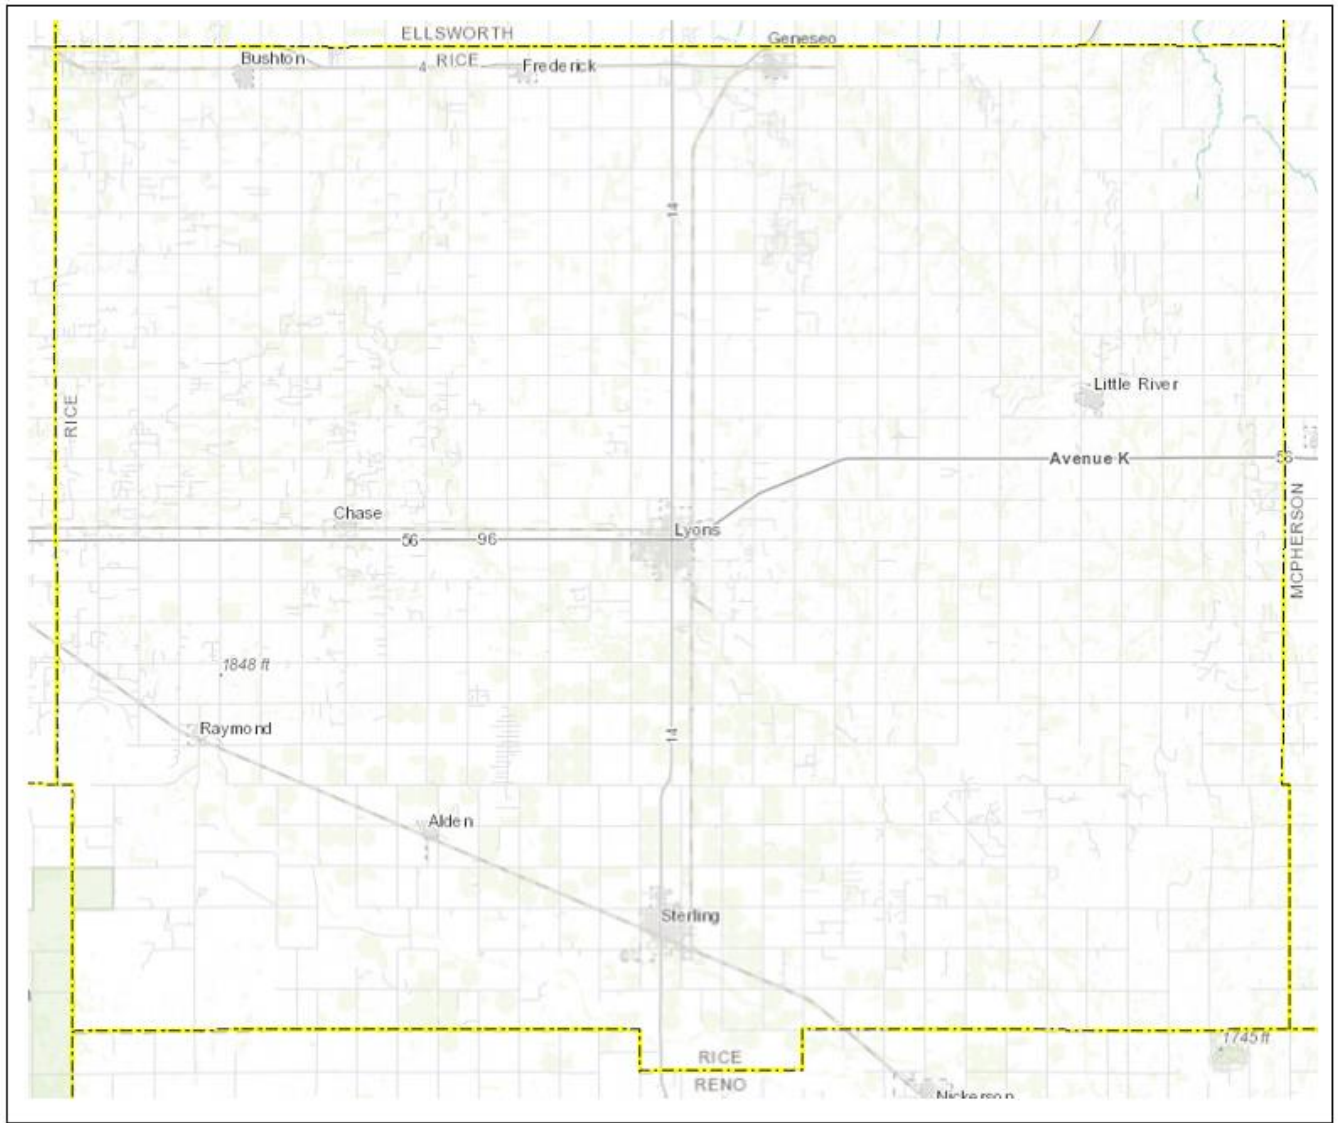 ELLSWORTH
Geneseo
Bushton
4
RICE
Frederick
14
Little River
RICE
Avenue K
56
MCPHERSON
Chase
Lyons
56
96
1848 ft
Raymond
14
Alden
Sterling
1745 ft
RICE
RENO
Nickerson